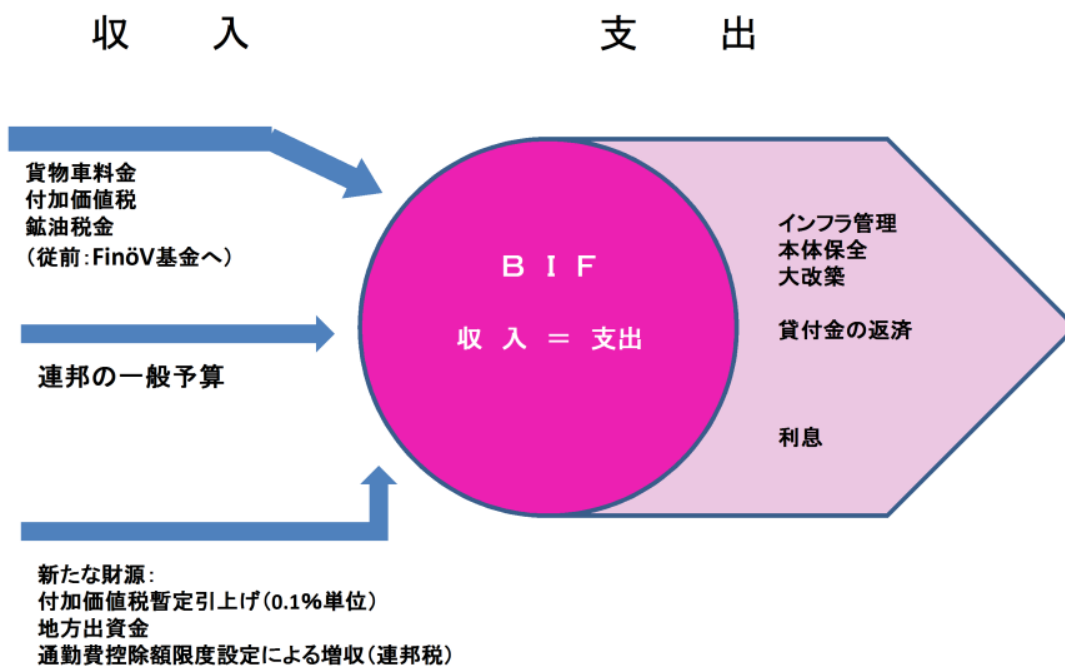 収　入
支　出
貨物車料金
付加価値税
鉱油税金
(従前：FinöV基金へ)
連邦の一般予算
新たな財源：
付加価値税暫定引上げ(0.1%単位)
地方出資金
通勤費控除額限度設定による増収(連邦税)
ＢＩＦ
収 入 ＝ 支出
インフラ管理
本体保全
大改築
貸付金の返済
利息